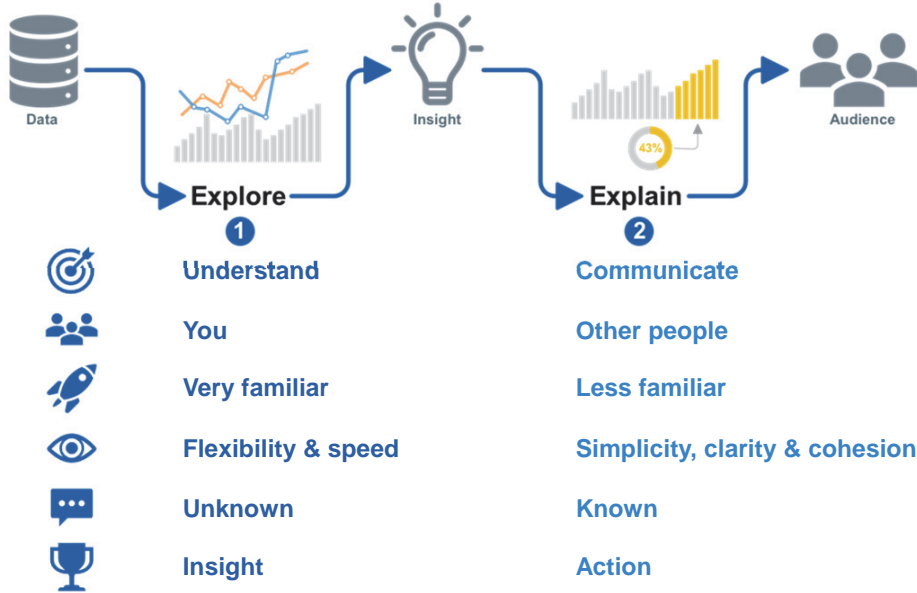 Data
Insight
Audience
43%
Explore
Explain
1
2
Understand
Communicate
You
Other people
Very familiar
Less familiar
Flexibility & speed
Simplicity, clarity & cohesion
Unknown
Known
Insight
Action